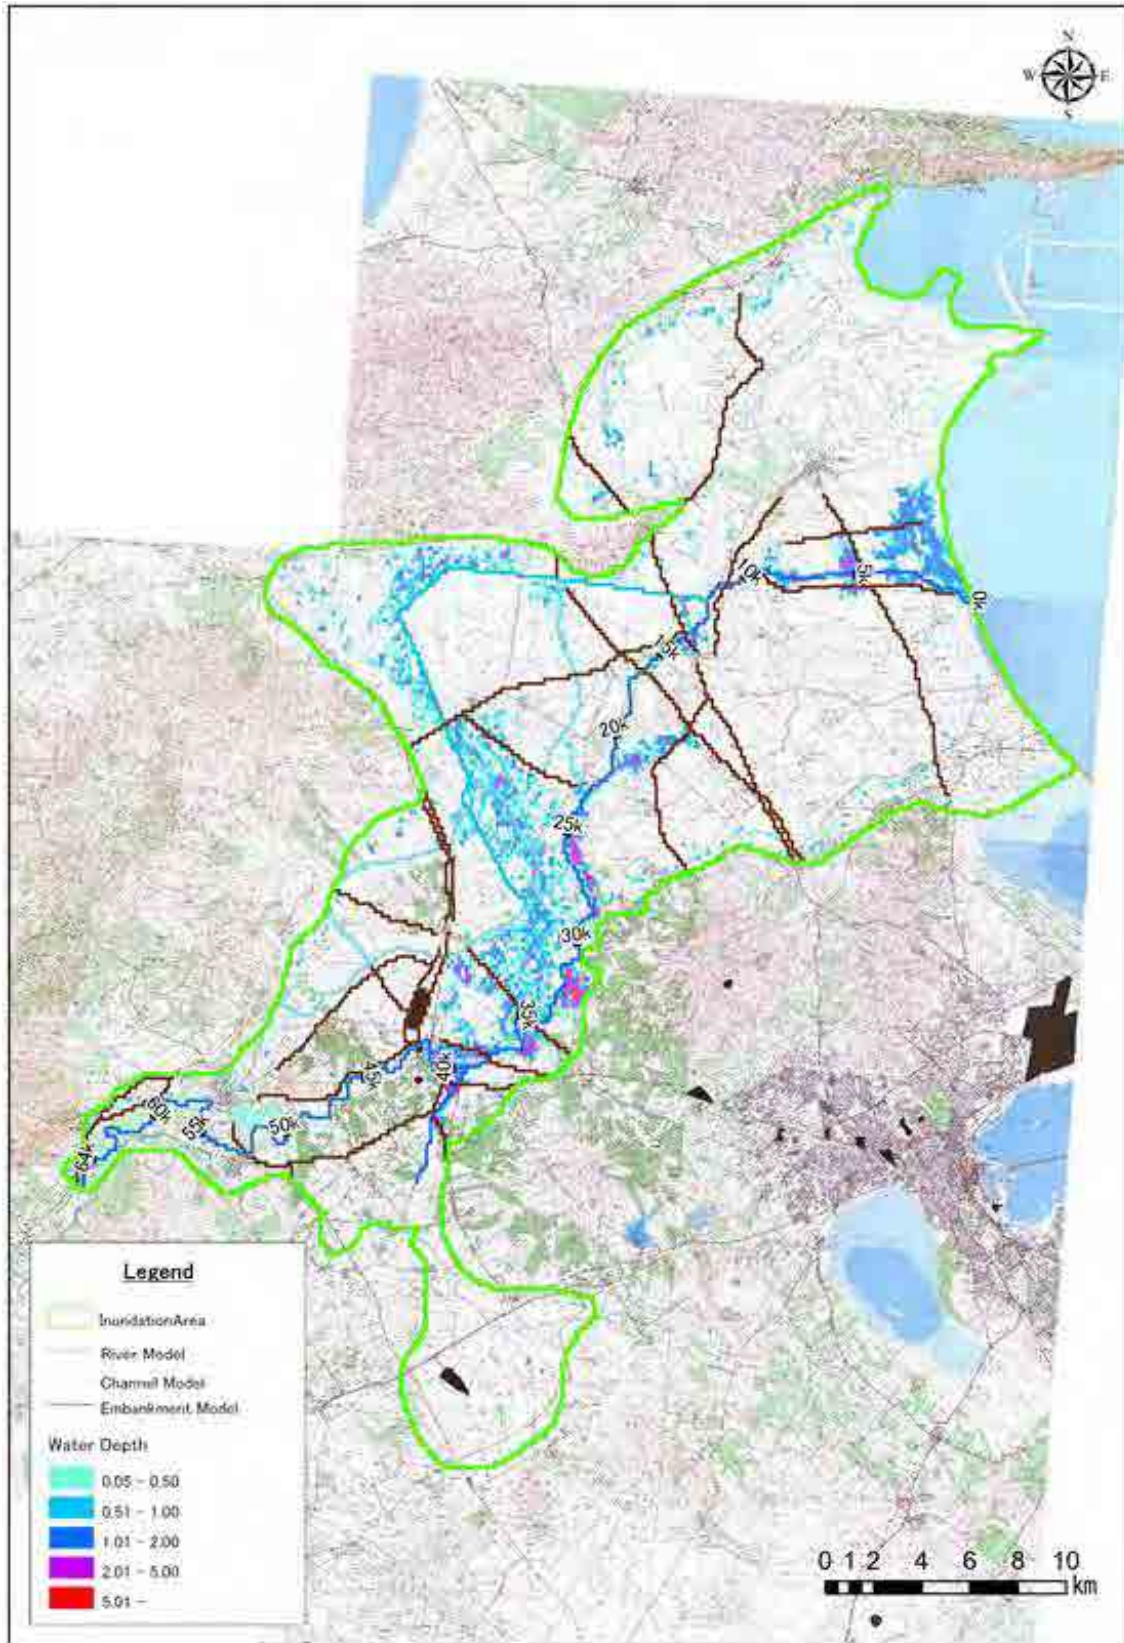 N
W E
S
10k
5k
0k
15k
20k
25k
30k
35k
40k
45k
50k
60k
55k
64k
Legend
InundationArea
River Model
Channel Model
Embankment Model
Water Depth
0.05 - 0.50
0.51 - 1.00
1.01 - 2.00
2.01 - 5.00
5.01 -
0 1 2 4 6 8 10
km